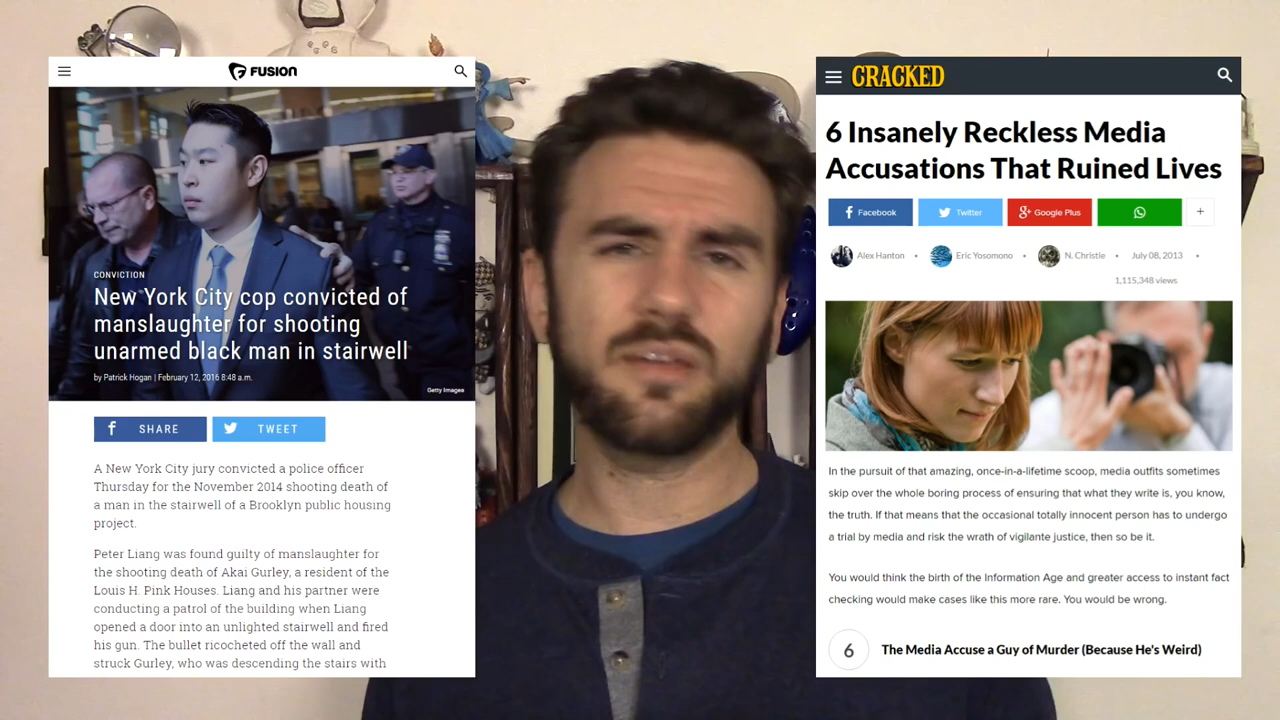 FUSION
CONVICTION
New York City cop convicted of
manslaughter for shooting
unarmed black man in stairwell
by Patrick Hogan | February 12, 2016 8:48 a.m.
Getty Images
SHARE
TWEET
A New York City jury convicted a police officer
Thursday for the November 2014 shooting death of
a man in the stairwell of a Brooklyn public housing
project.
Peter Liang was found guilty of manslaughter for
the shooting death of Akai Gurley, a resident of the
Louis H. Pink Houses. Liang and his partner were
conducting a patrol of the building when Liang
opened a door into an unlighted stairwell and fired
his gun. The bullet ricocheted off the wall and
struck Gurley, who was descending the stairs with
CRACKED
6 Insanely Reckless Media
Accusations That Ruined Lives
Facebook
Twitter
Google Plus
+
Alex Hanton • Eric Yosomono • N. Christie • July 08, 2013 •
1,115,348 views
In the pursuit of that amazing, once-in-a-lifetime scoop, media outfits sometimes
skip over the whole boring process of ensuring that what they write is, you know,
the truth. If that means that the occasional totally innocent person has to undergo
a trial by media and risk the wrath of vigilante justice, then so be it.
You would think the birth of the Information Age and greater access to instant fact
checking would make cases like this more rare. You would be wrong.
6
The Media Accuse a Guy of Murder (Because He's Weird)